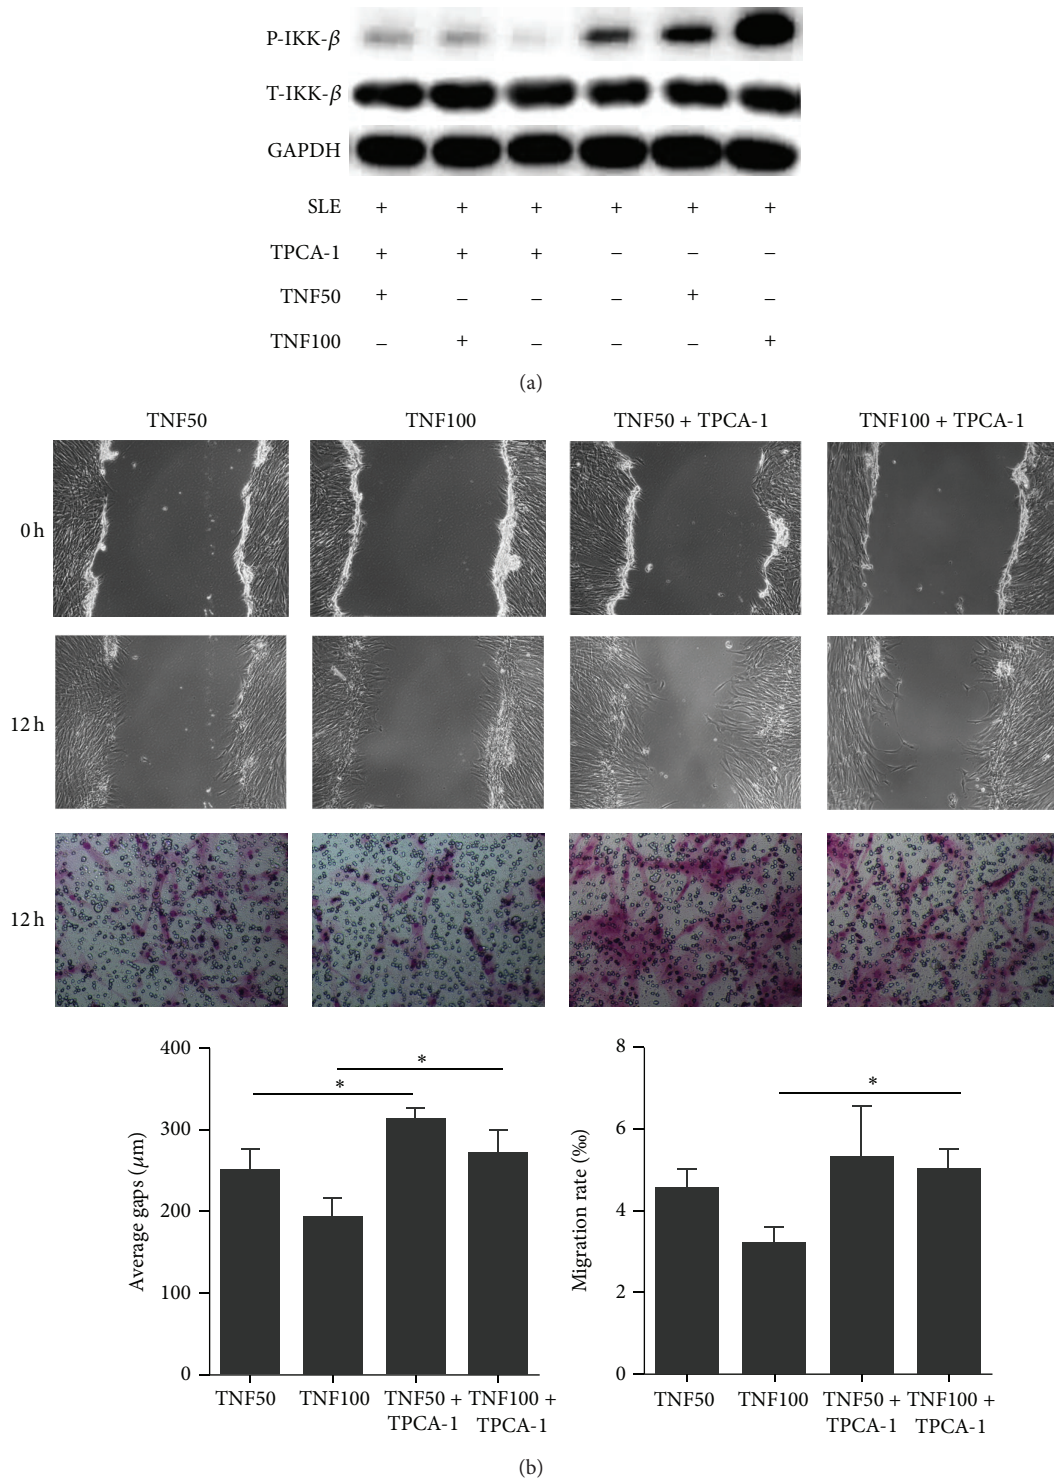 P-IKK-β
T-IKK-β
GAPDH
SLE + + + + + +
TPCA-1 + + + – – –
TNF50 + – – – + –
TNF100 – + – – – +
(a)
TNF50 TNF100 TNF50 + TPCA-1 TNF100 + TPCA-1
0 h
12 h
12 h
400
300
200
100
0
Average gaps (μm)
* *
TNF50 TNF100 TNF50 + TNF100 +
TPCA-1 TPCA-1
8
6
4
2
0
Migration rate (‰)
*
TNF50 TNF100 TNF50 + TNF100 +
TPCA-1 TPCA-1
(b)